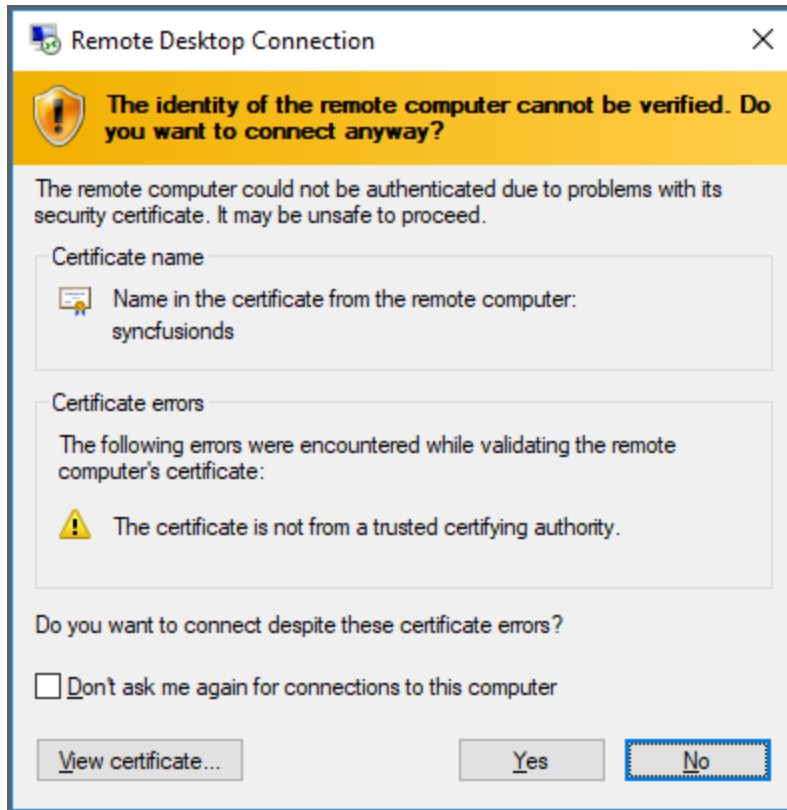 Remote Desktop Connection
The identity of the remote computer cannot be verified. Do
you want to connect anyway?
The remote computer could not be authenticated due to problems with its
security certificate. It may be unsafe to proceed.
Certificate name
Name in the certificate from the remote computer:
syncfusionds
Certificate errors
The following errors were encountered while validating the remote
computer's certificate:
The certificate is not from a trusted certifying authority.
Do you want to connect despite these certificate errors?
Don't ask me again for connections to this computer
View certificate...
Yes
No